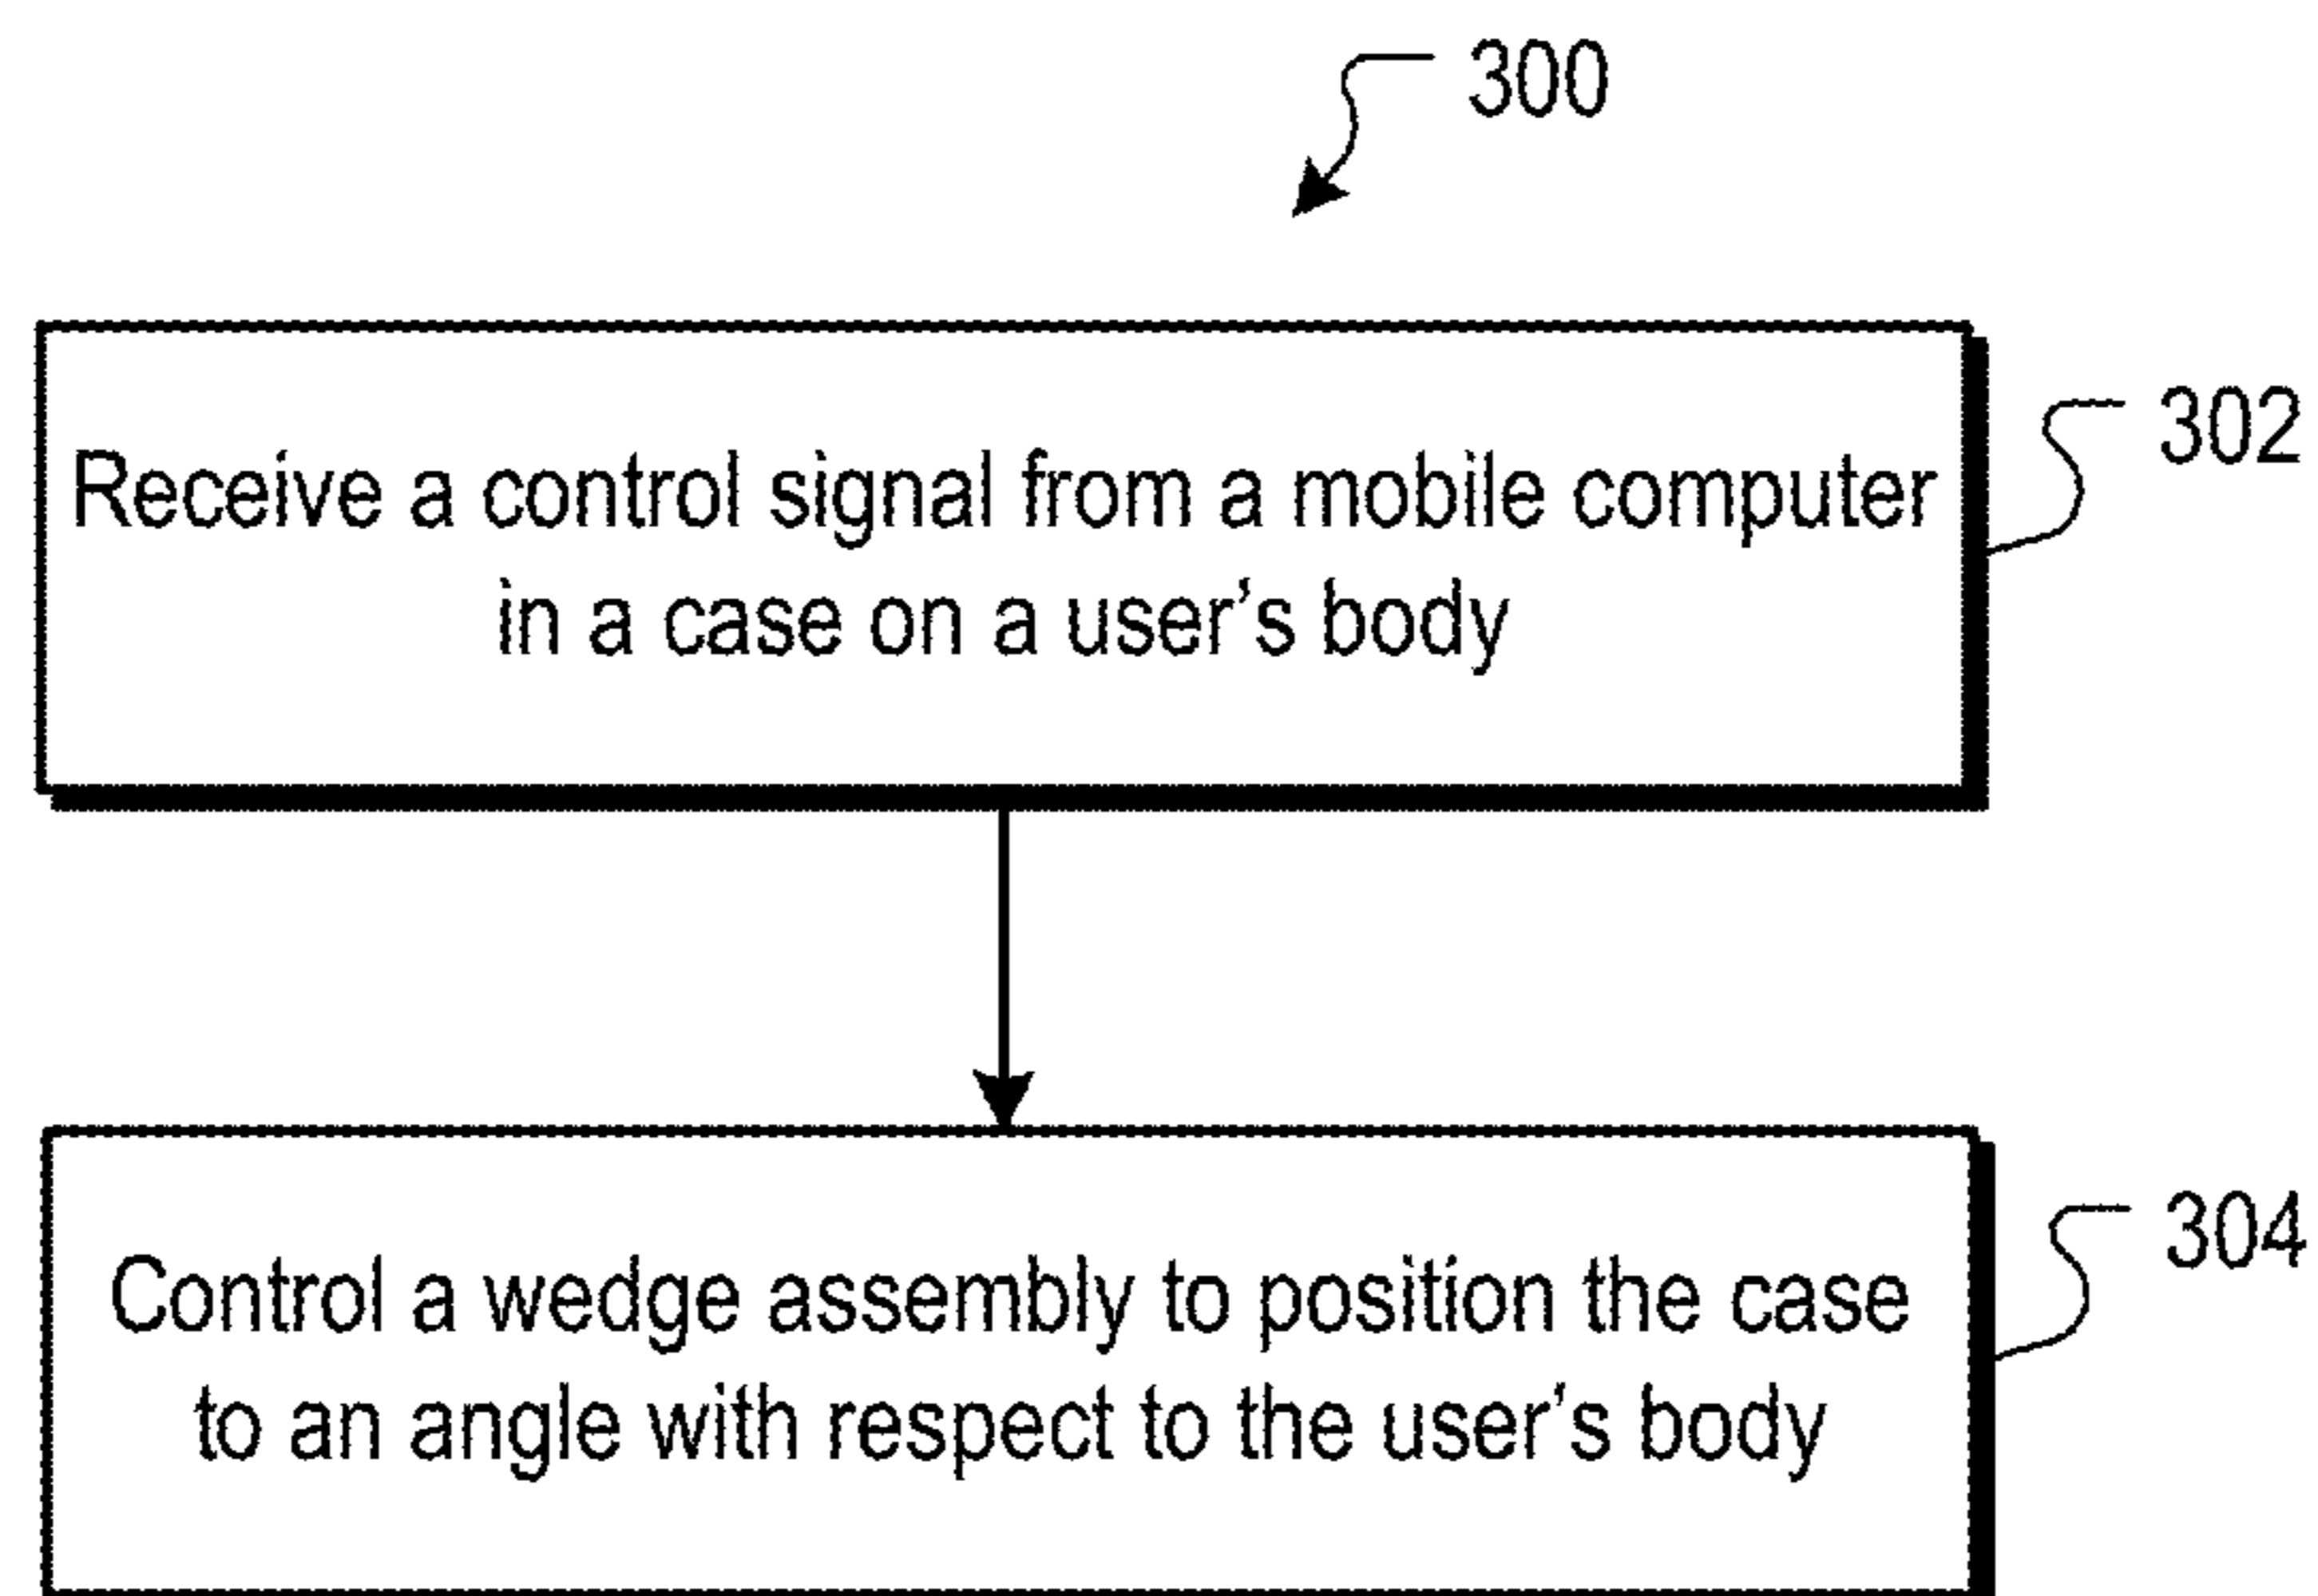 300
302
Receive a control signal from a mobile computer
in a case on a user's body
304
Control a wedge assembly to position the case
to an angle with respect to the user's body